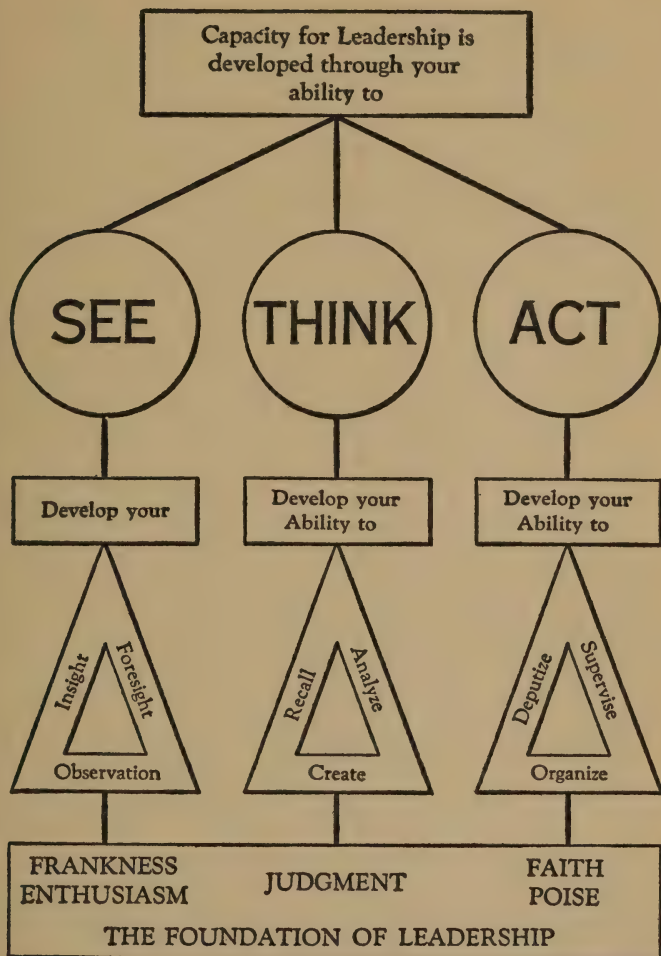 Capacity for Leadership is
developed through your
ability to
SEE
THINK
ACT
Develop your
Develop your
Ability to
Develop your
Ability to
Insight
Foresight
Observation
Recall
Analyze
Create
Deputize
Supervise
Organize
FRANKNESS
ENTHUSIASM
JUDGMENT
FAITH
POISE
THE FOUNDATION OF LEADERSHIP